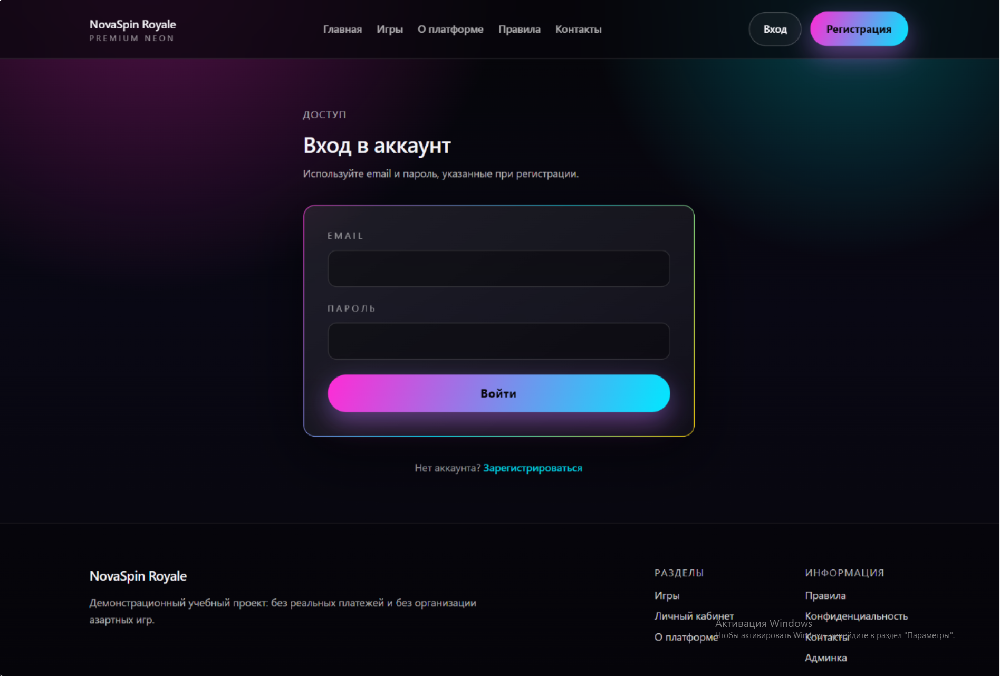 NovaSpin Royale
PREMIUM NEON
Главная Игры О платформе Правила Контакты
Вход Регистрация
ДОСТУП
Вход в аккаунт
Используйте email и пароль, указанные при регистрации.
EMAIL
ПАРОЛЬ
Войти
Нет аккаунта? Зарегистрироваться
NovaSpin Royale
Демонстрационный учебный проект: без реальных платежей и без организации
азартных игр.
РАЗДЕЛЫ
Игры
Личный кабинет
О платформе
ИНФОРМАЦИЯ
Правила
Конфиденциальность
Контакты
Админка
Активация Windows
Чтобы активировать Windows, перейдите в раздел "Параметры".